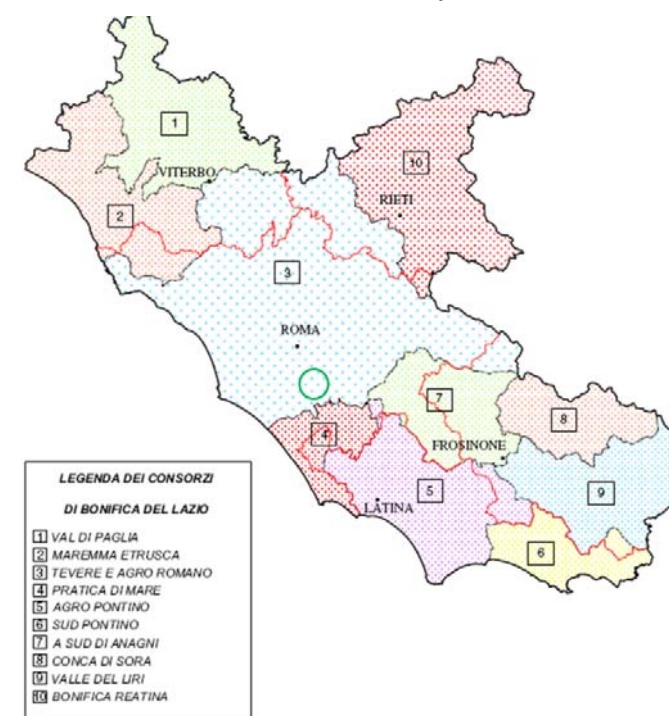 1
VITERBO
2
10
RIETI
3
ROMA
7
4
8
FROSINONE
5
LATINA
9
6
LEGENDA DEI CONSORZI
DI BONIFICA DEL LAZIO
1 VAL DI PAGLIA
2 MAREMMA ETRUSCA
3 TEVERE E AGRO ROMANO
4 PRATICA DI MARE
5 AGRO PONTINO
6 SUD PONTINO
7 A SUD DI ANAGNI
8 CONCA DI SORA
9 VALLE DEL LIRI
10 BONIFICA REATINA